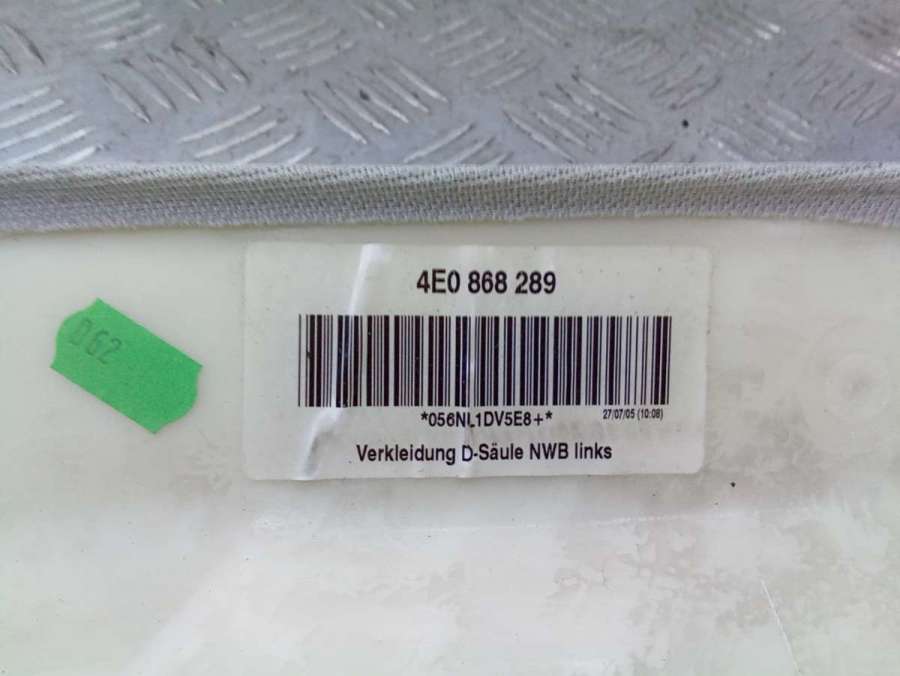 4E0 868 289
D62
*056NL1DV5E8+*
27/07/05 (10:08)
Verkleidung D-Säule NWB links